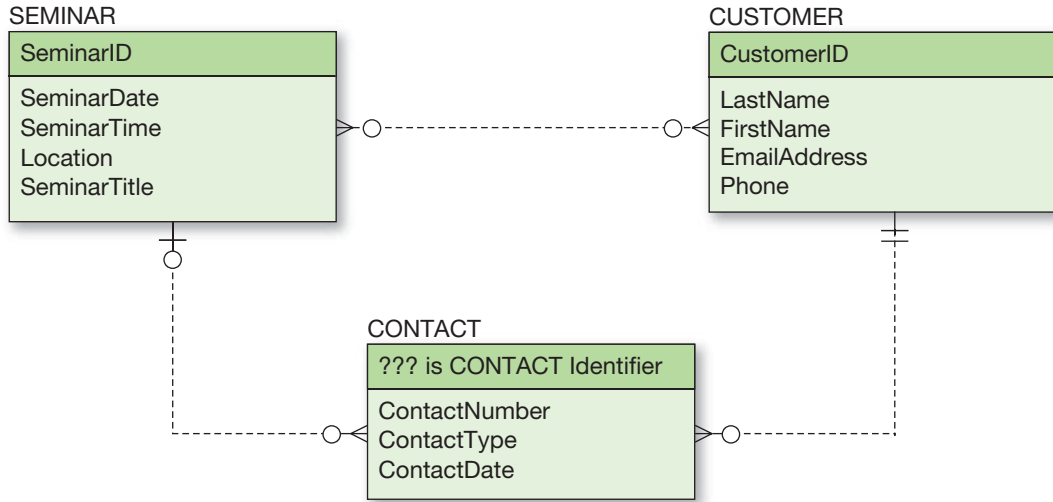 SEMINAR
SeminarID
SeminarDate
SeminarTime
Location
SeminarTitle
CUSTOMER
CustomerID
LastName
FirstName
EmailAddress
Phone
CONTACT
??? is CONTACT Identifier
ContactNumber
ContactType
ContactDate